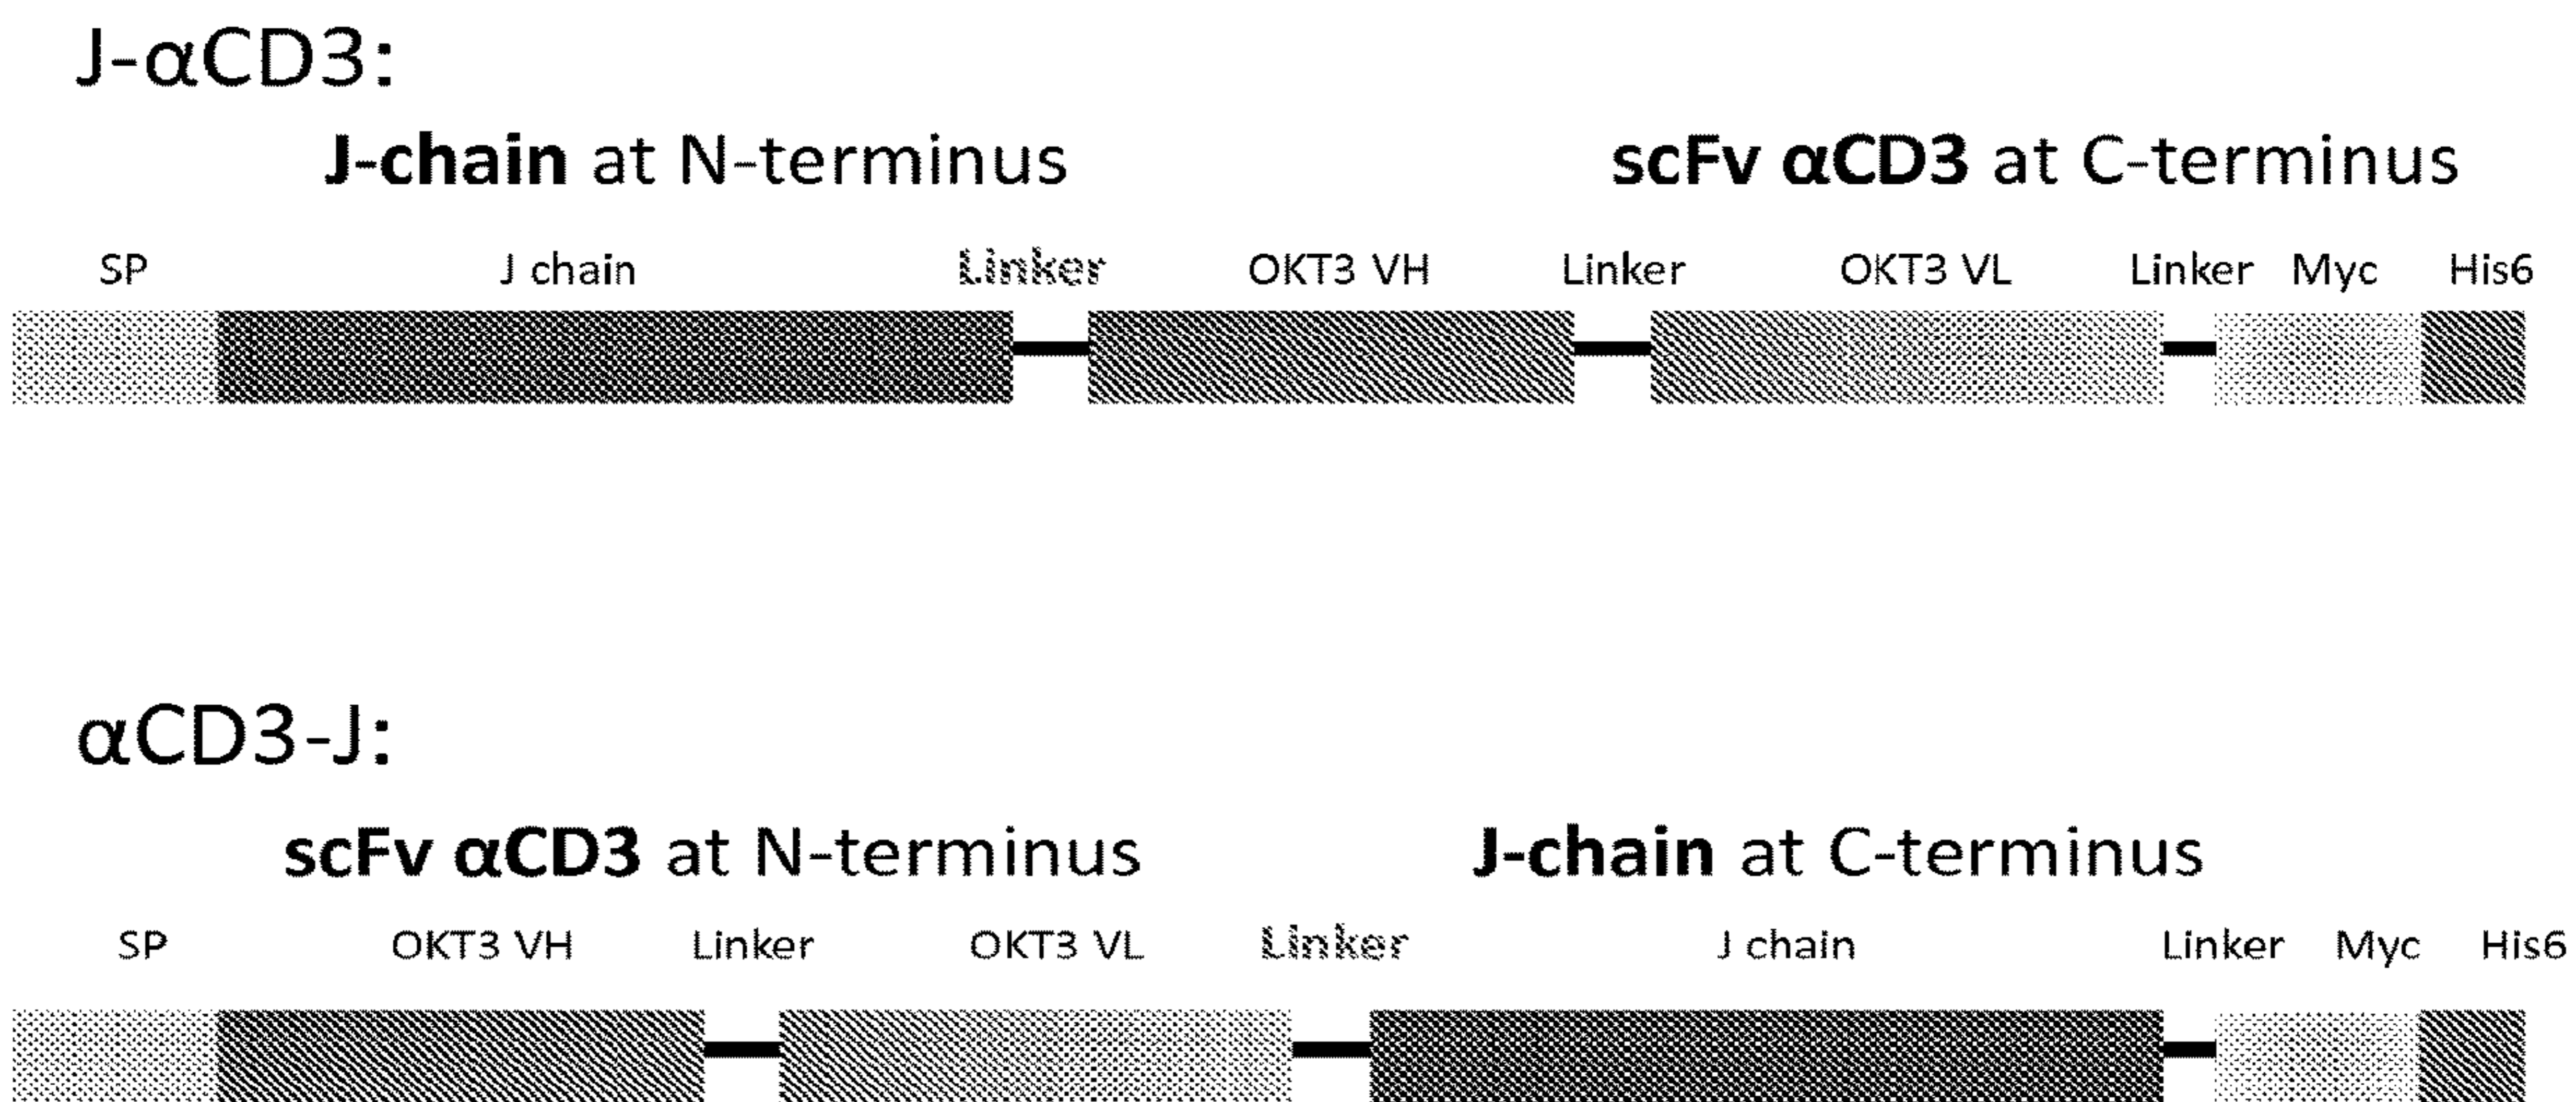 J-αCD3:
J-chain at N-terminus scFv αCD3 at C-terminus
SP J chain Linker OKT3 VH Linker OKT3 VL Linker Myc His6
αCD3-J:
scFv αCD3 at N-terminus J-chain at C-terminus
SP OKT3 VH Linker OKT3 VL Linker J chain Linker Myc His6